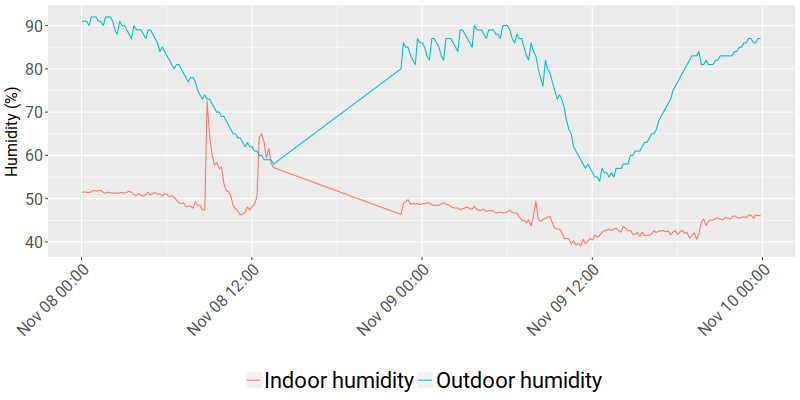 Humidity (%)
90
80
70
60
50
40
Nov 08 00:00
Nov 08 12:00
Nov 09 00:00
Nov 09 12:00
Nov 10 00:00
Indoor humidity Outdoor humidity